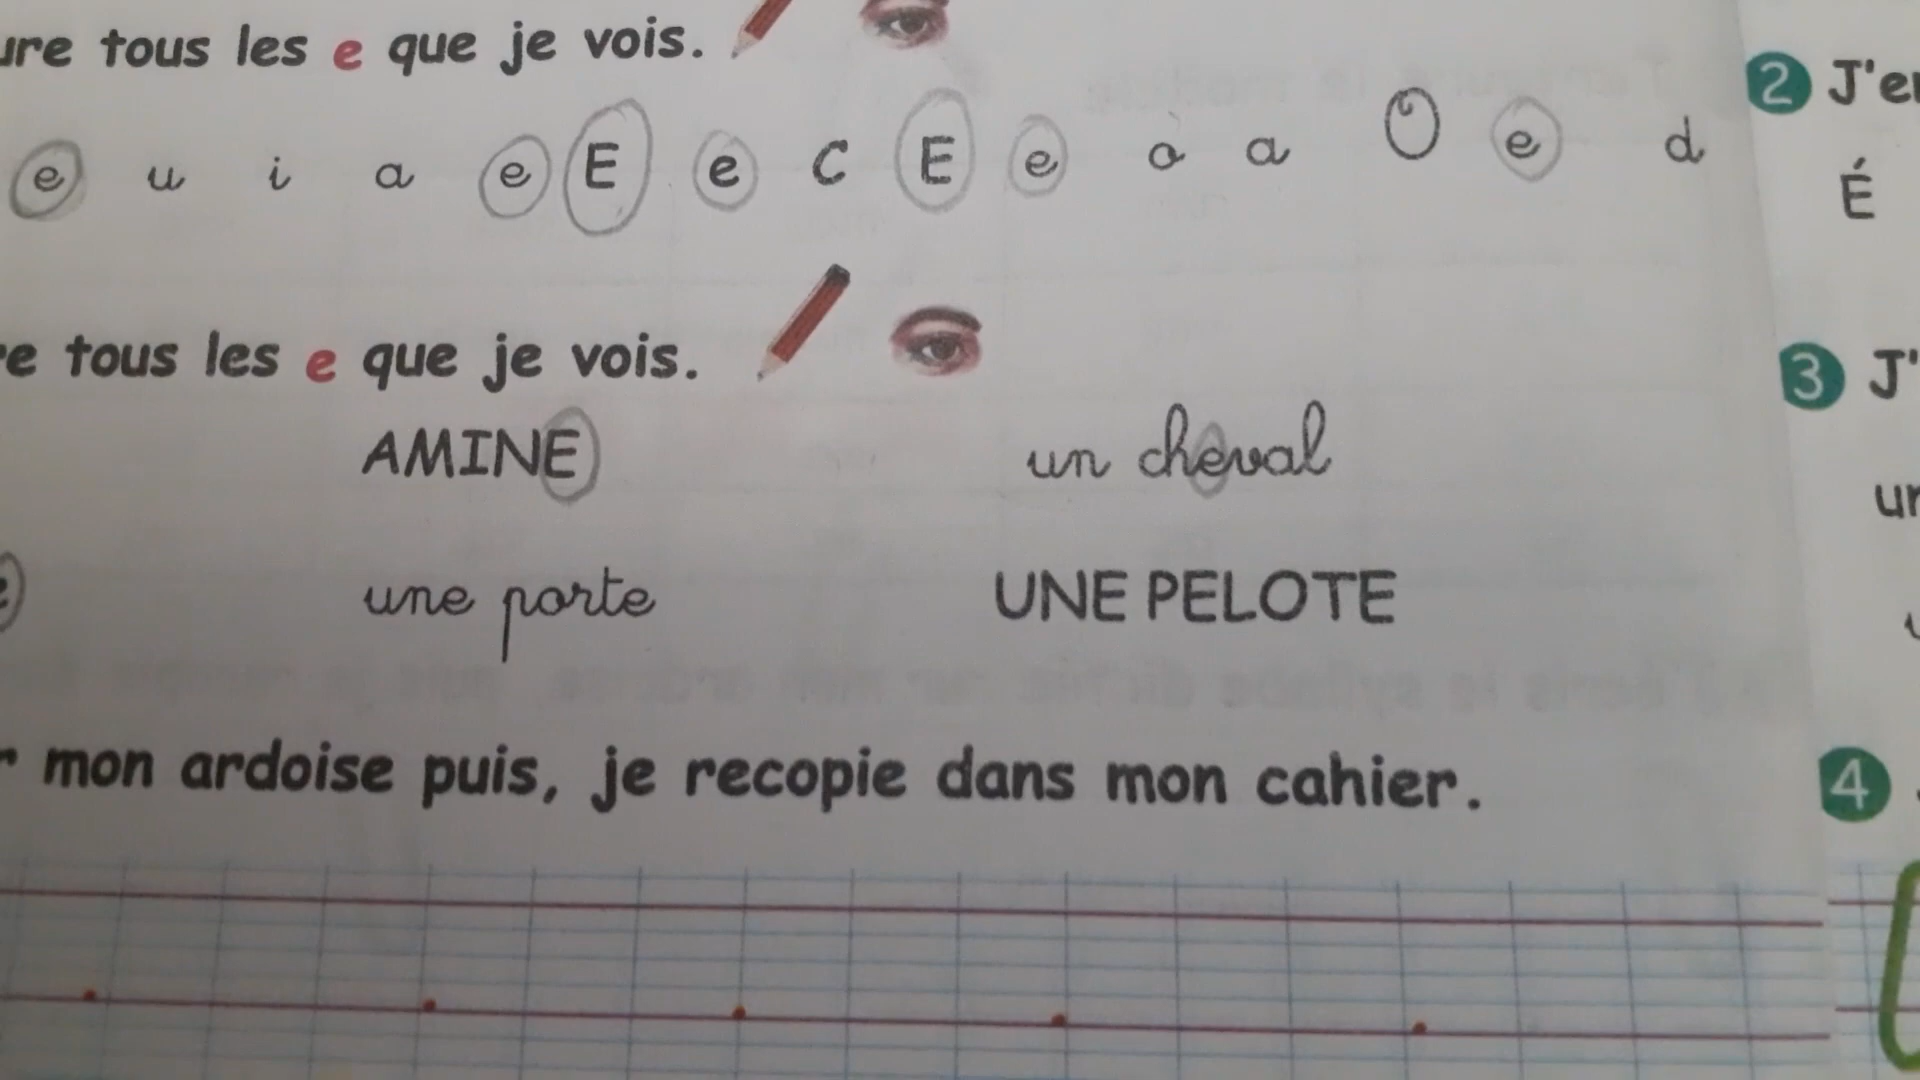 ure tous les e que je vois.
e u i a e E e C E e o a O e d
2 J'en
É
e tous les e que je vois.
3 J'
AMINE un cheval
une porte UNE PELOTE
mon ardoise puis, je recopie dans mon cahier.
4